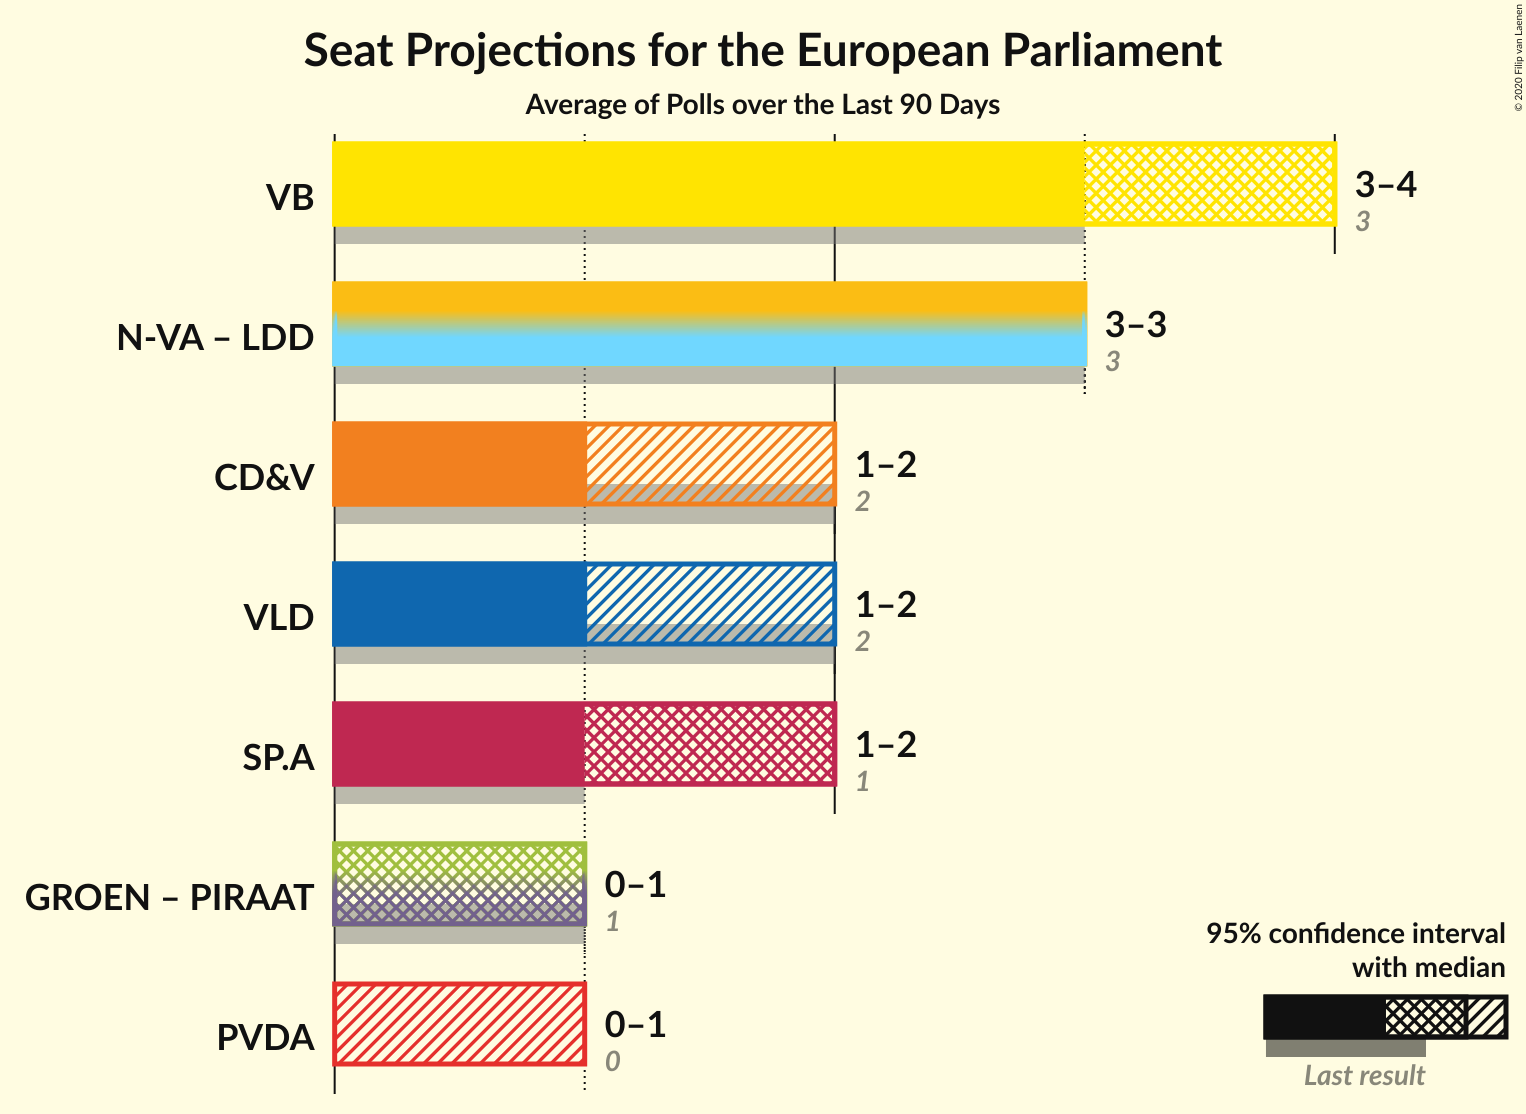 Seat Projections for the European Parliament
Average of Polls over the Last 90 Days
© 2020 Filip van Laenen
VB
3–4
3
N-VA – LDD
3–3
3
CD&V
1–2
2
VLD
1–2
2
SP.A
1–2
1
GROEN – PIRAAT
0–1
1
PVDA
0–1
0
95% confidence interval
with median
Last result